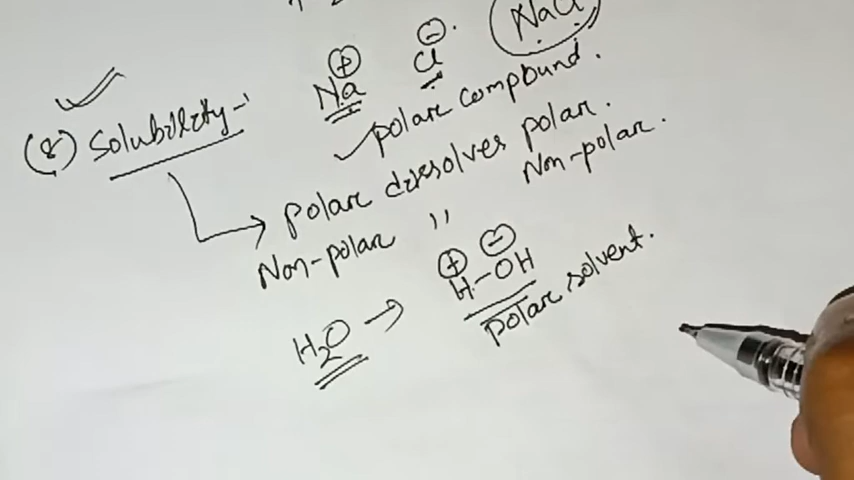 NaCl
Na⊕ Cl⊖.
polar compound.
(8) Solubility-
polar dissolves polar.
Non-polar '' Non-polar.
H₂O → H-OH
⊕ ⊖
polar solvent.